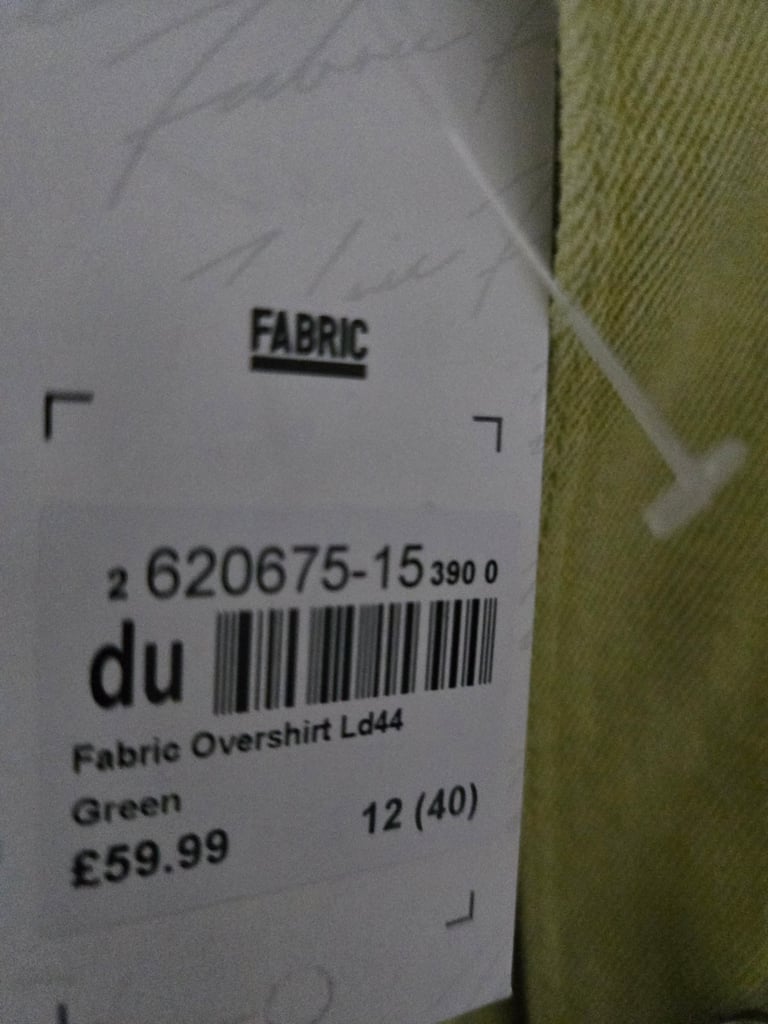 FABRIC
2 620675-15 390 0
du
Fabric Overshirt Ld44
Green 12 (40)
£59.99